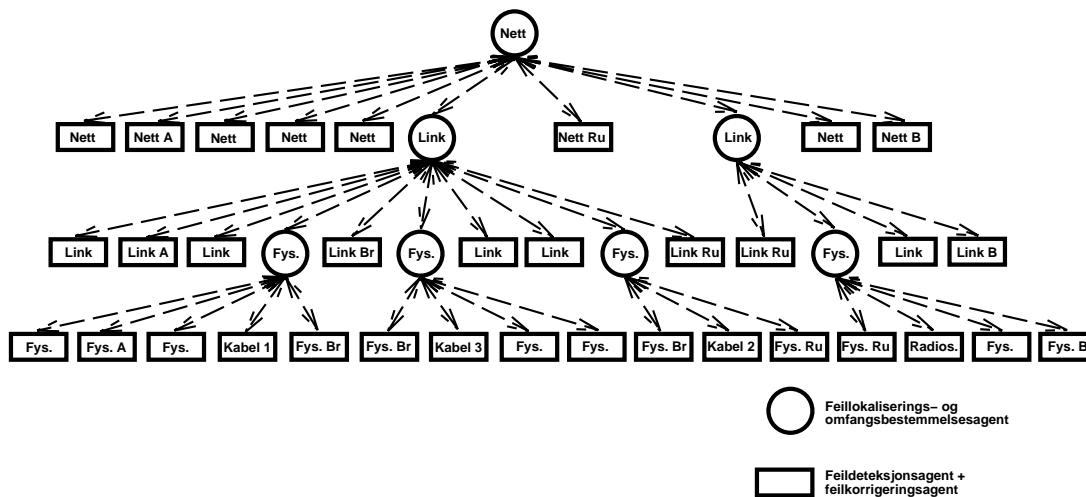 Nett
Nett
Nett A
Nett
Nett
Nett
Link
Nett Ru
Link
Nett
Nett B
Link
Link A
Link
Fys.
Link Br
Fys.
Link
Link
Fys.
Link Ru
Link Ru
Fys.
Link
Link B
Fys.
Fys. A
Fys.
Kabel 1
Fys. Br
Fys. Br
Kabel 3
Fys.
Fys.
Fys. Br
Kabel 2
Fys. Ru
Fys. Ru
Radios.
Fys.
Fys. B
Feillokaliserings– og
omfangsbestemmelsesagent
Feildeteksjonsagent +
feilkorrigeringsagent